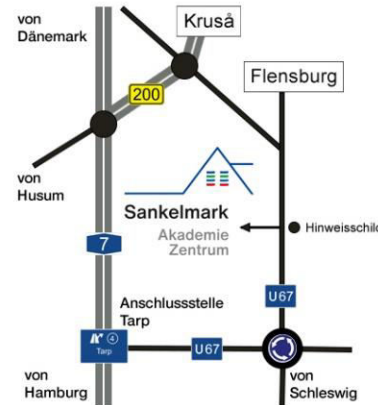 von
Dänemark
Kruså
Flensburg
200
von
Husum
Sankelmark
Akademie
Zentrum
Hinweisschild
7
U67
Anschlussstelle
Tarp
4
Tarp
U67
von
Hamburg
von
Schleswig